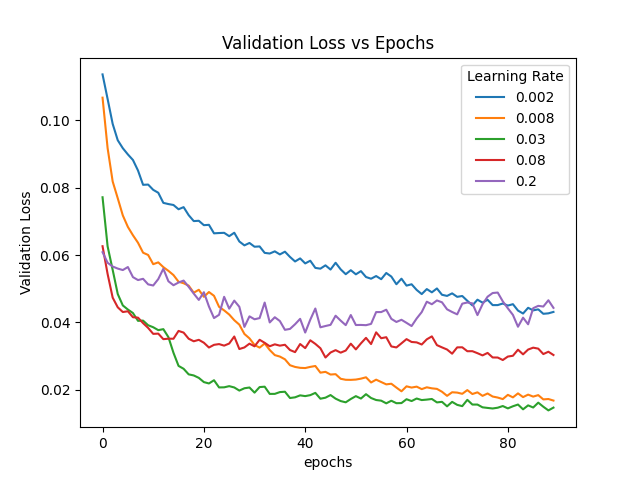 Validation Loss vs Epochs
Learning Rate
0.002
0.008
0.03
0.08
0.2
Validation Loss
0.10
0.08
0.06
0.04
0.02
0 20 40 60 80
epochs